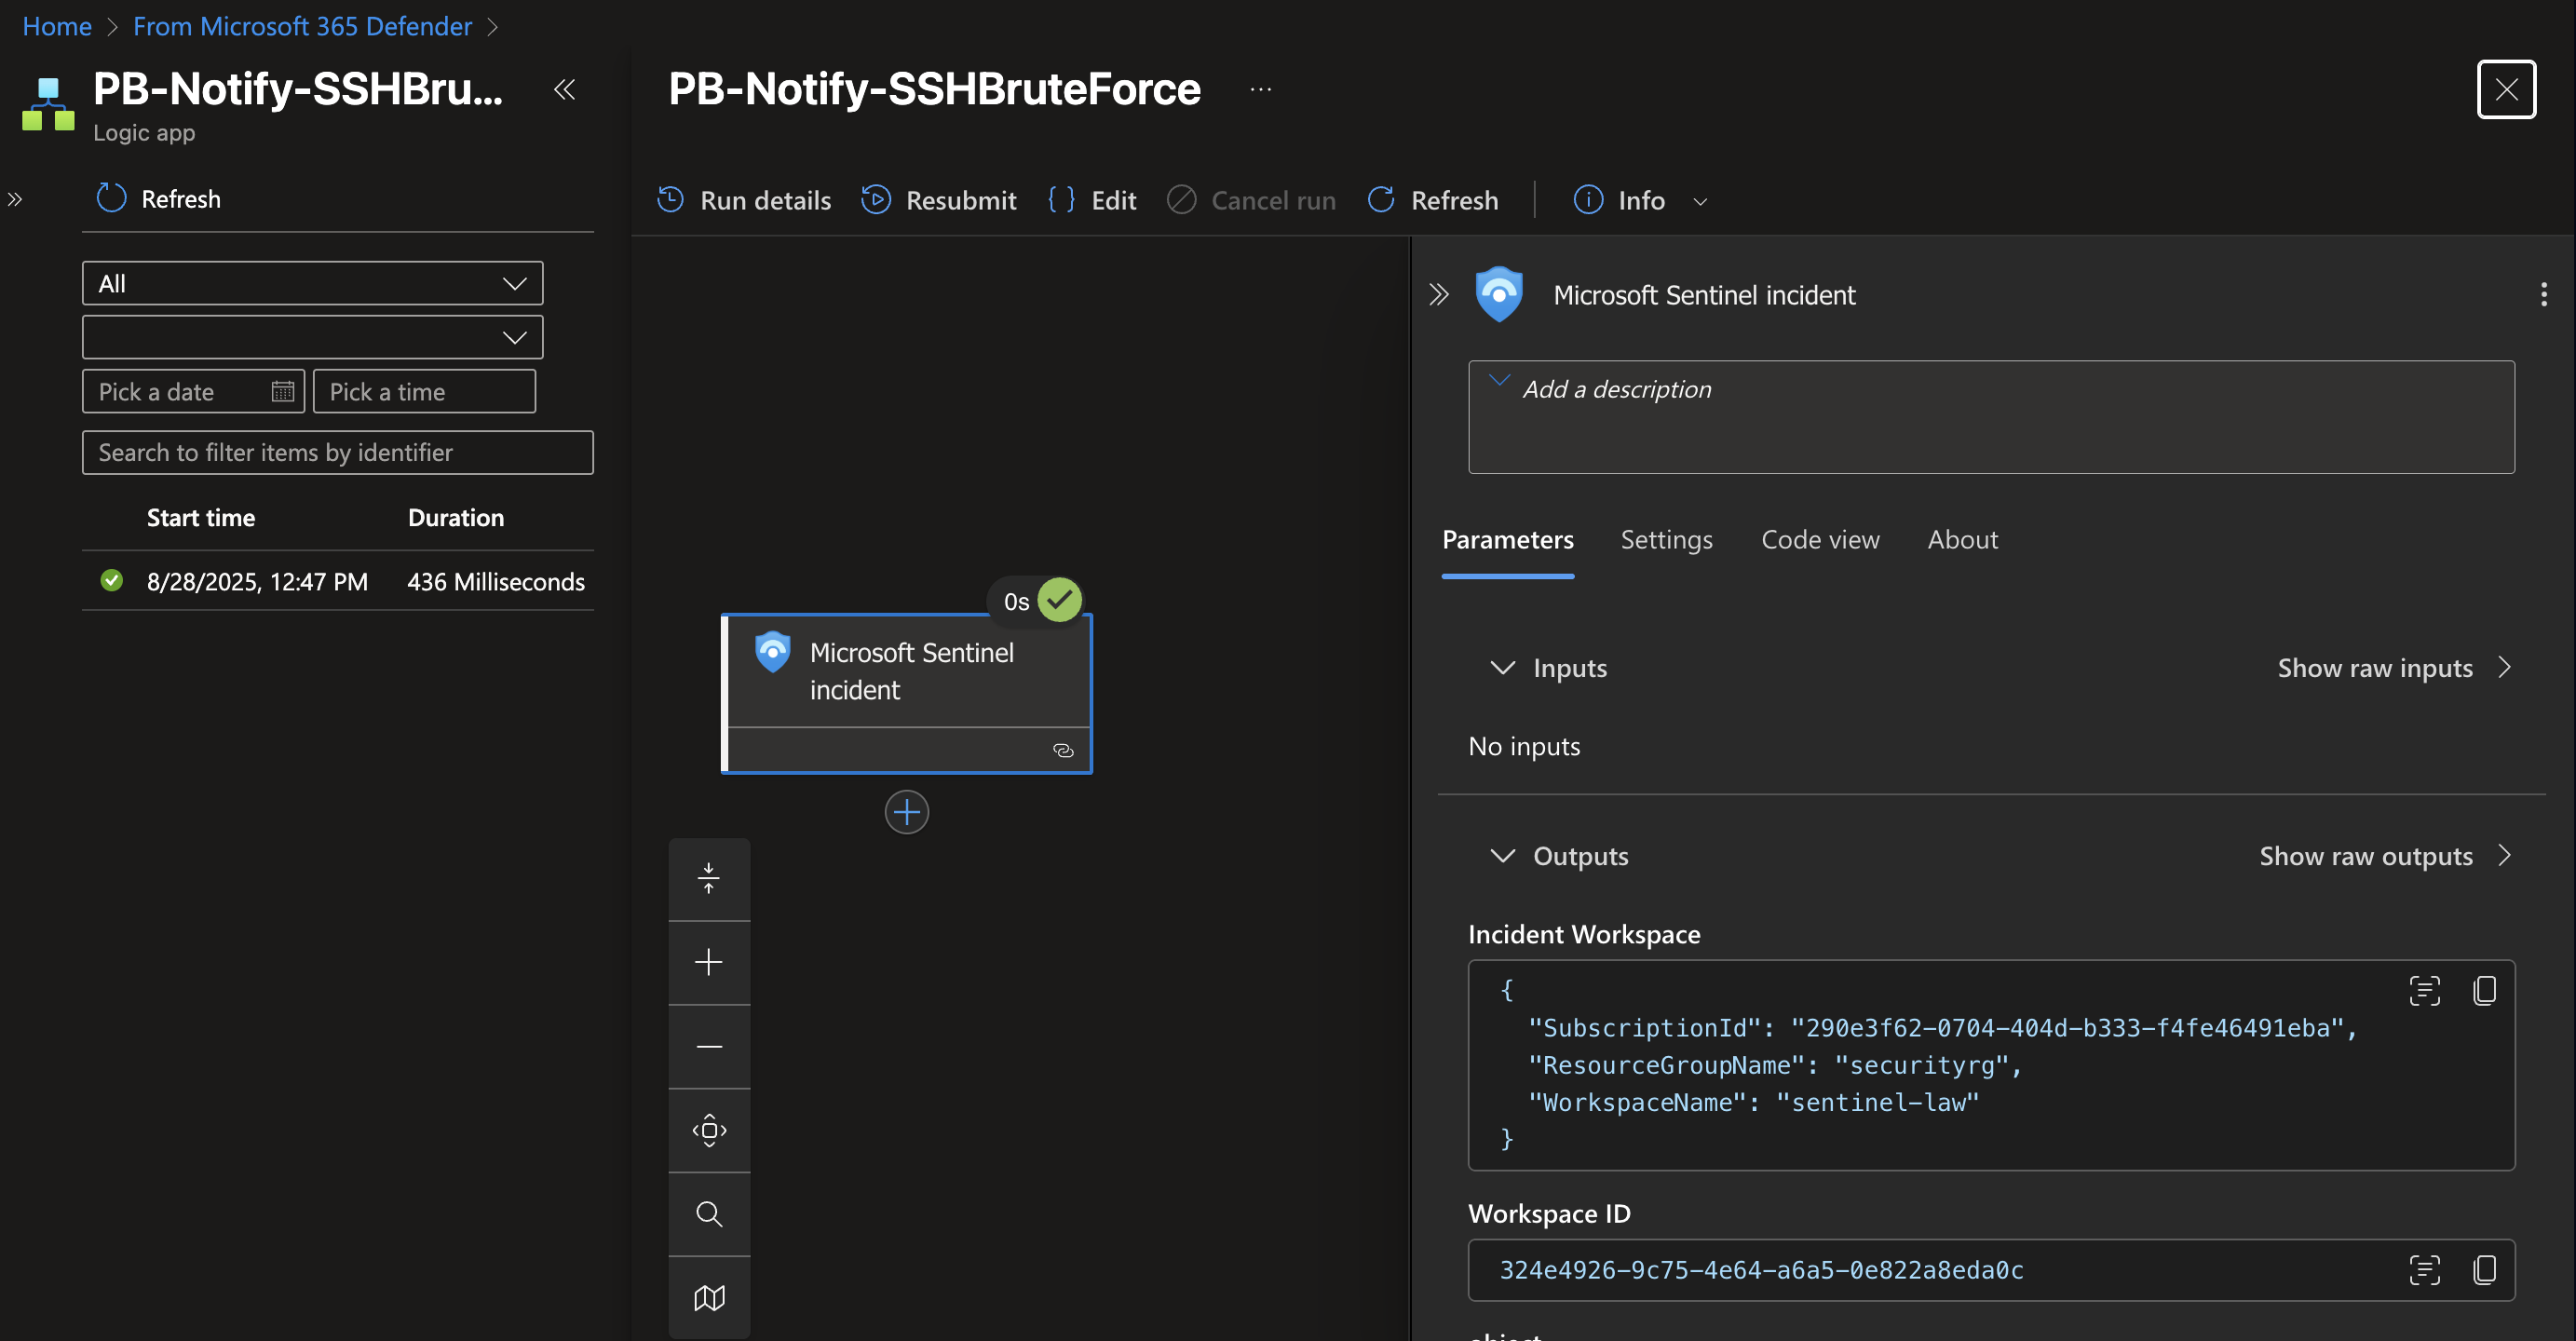 Home
From Microsoft 365 Defender
PB-Notify-SSHBru...
Logic app
Refresh
All
Pick a date
Pick a time
Search to filter items by identifier
Start time Duration
8/28/2025, 12:47 PM 436 Milliseconds
PB-Notify-SSHBruteForce ...
Run details
Resubmit
Edit
Cancel run
Refresh
Info
0s
Microsoft Sentinel
incident
Microsoft Sentinel incident
Add a description
Parameters
Settings
Code view
About
Inputs
Show raw inputs
No inputs
Outputs
Show raw outputs
Incident Workspace
{
"SubscriptionId": "290e3f62-0704-404d-b333-f4fe46491eba",
"ResourceGroupName": "securityrg",
"WorkspaceName": "sentinel-law"
}
Workspace ID
324e4926-9c75-4e64-a6a5-0e822a8eda0c